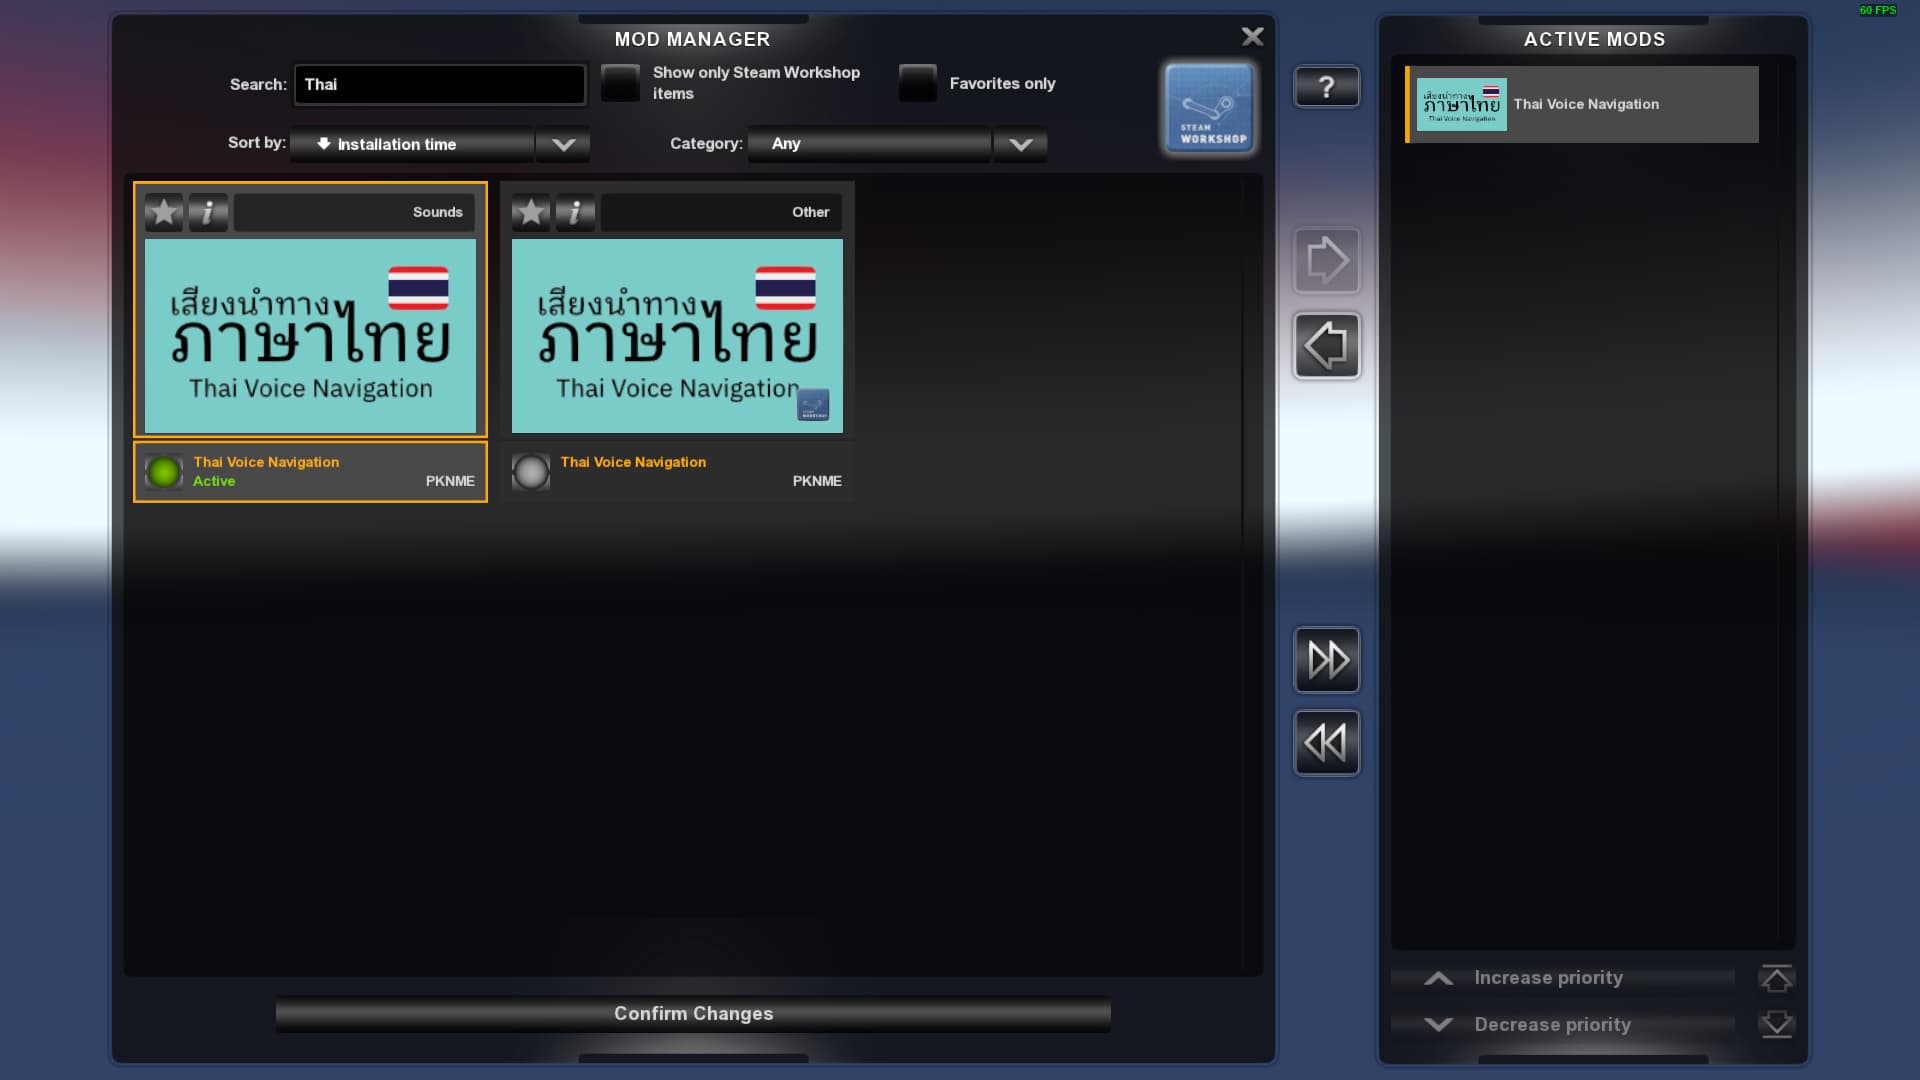 60 FPS
MOD MANAGER
Search:
Thai
Show only Steam Workshop
items
Favorites only
STEAM
WORKSHOP
Sort by:
Installation time
Category:
Any
Sounds
เสียงนำทาง
ภาษาไทย
Thai Voice Navigation
Thai Voice Navigation
Active
PKNME
Other
เสียงนำทาง
ภาษาไทย
Thai Voice Navigation
STEAM
WORKSHOP
Thai Voice Navigation
PKNME
Confirm Changes
?
ACTIVE MODS
เสียงนำทาง
ภาษาไทย
Thai Voice Navigation
Thai Voice Navigation
Increase priority
Decrease priority